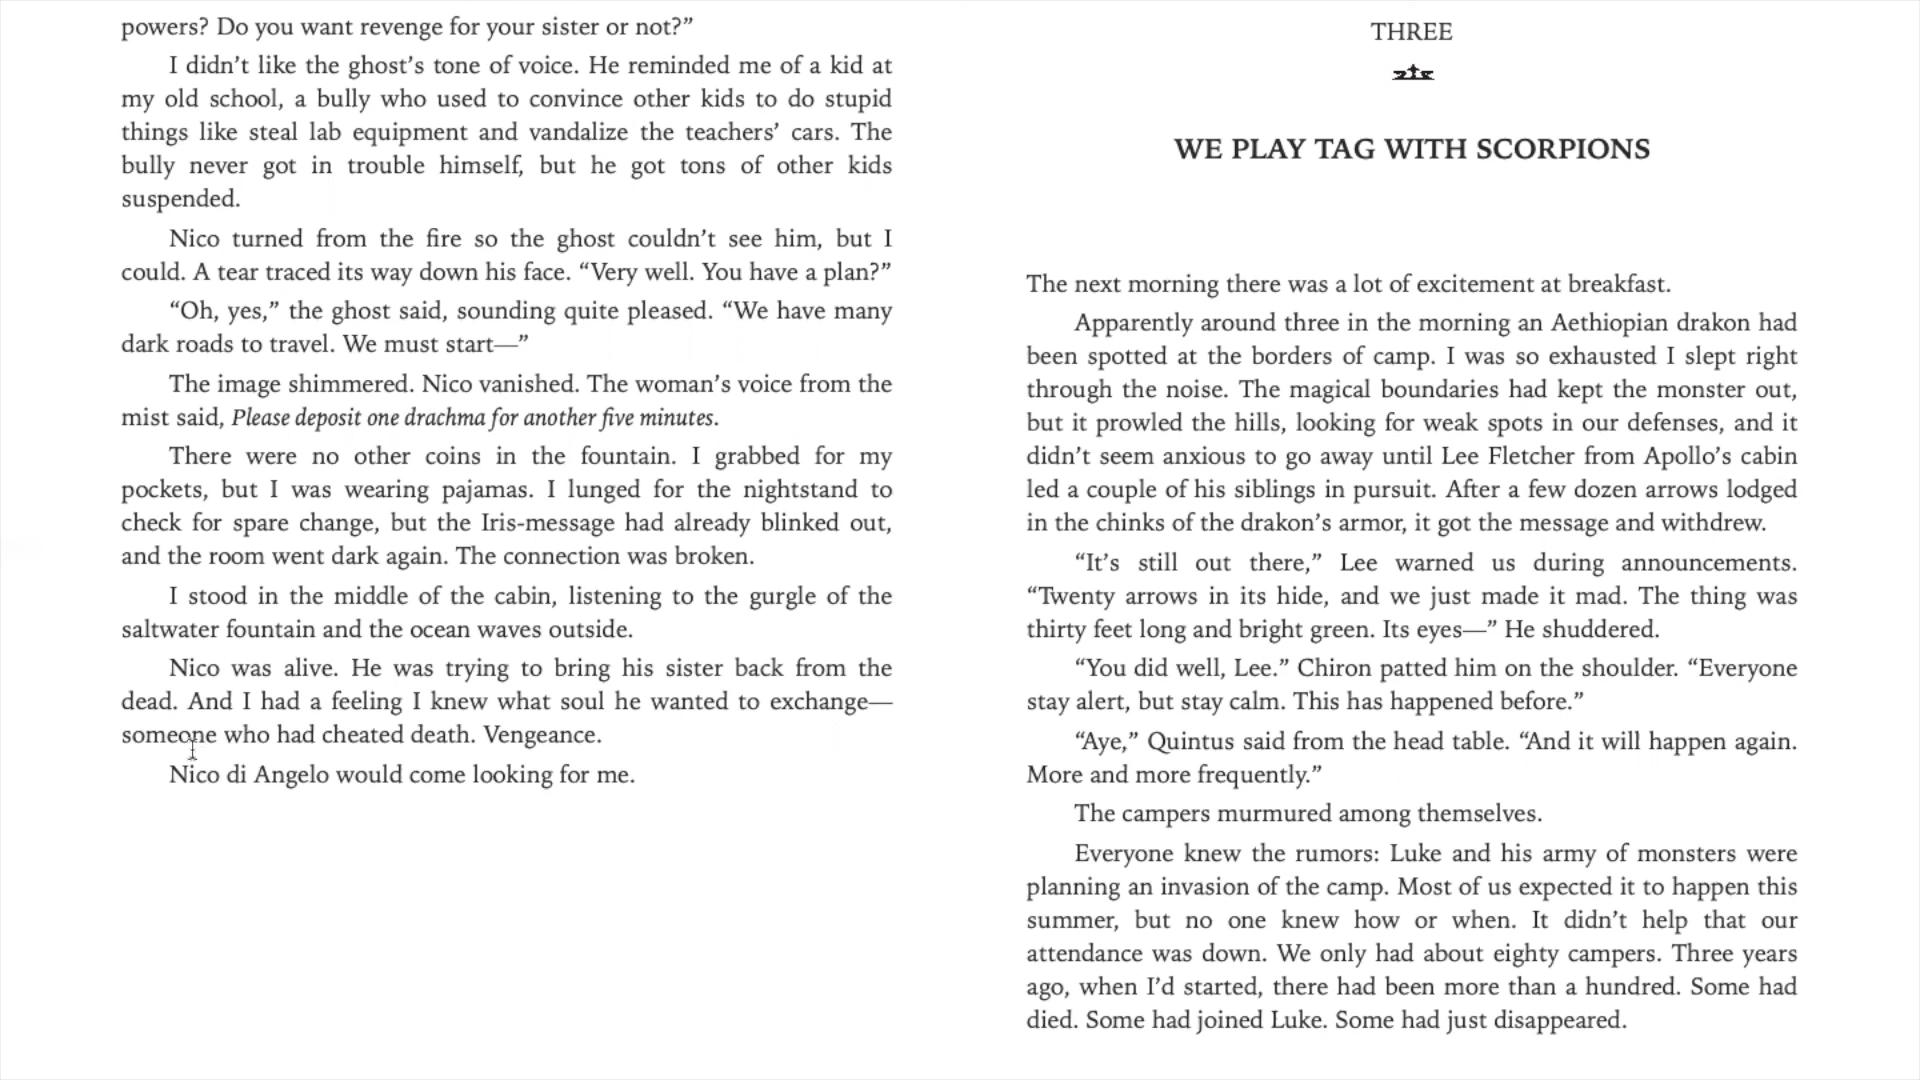 powers? Do you want revenge for your sister or not?”
I didn’t like the ghost’s tone of voice. He reminded me of a kid at
my old school, a bully who used to convince other kids to do stupid
things like steal lab equipment and vandalize the teachers’ cars. The
bully never got in trouble himself, but he got tons of other kids
suspended.
Nico turned from the fire so the ghost couldn’t see him, but I
could. A tear traced its way down his face. “Very well. You have a plan?”
“Oh, yes,” the ghost said, sounding quite pleased. “We have many
dark roads to travel. We must start—”
The image shimmered. Nico vanished. The woman’s voice from the
mist said, Please deposit one drachma for another five minutes.
There were no other coins in the fountain. I grabbed for my
pockets, but I was wearing pajamas. I lunged for the nightstand to
check for spare change, but the Iris-message had already blinked out,
and the room went dark again. The connection was broken.
I stood in the middle of the cabin, listening to the gurgle of the
saltwater fountain and the ocean waves outside.
Nico was alive. He was trying to bring his sister back from the
dead. And I had a feeling I knew what soul he wanted to exchange—
someone who had cheated death. Vengeance.
Nico di Angelo would come looking for me.
THREE
WE PLAY TAG WITH SCORPIONS
The next morning there was a lot of excitement at breakfast.
Apparently around three in the morning an Aethiopian drakon had
been spotted at the borders of camp. I was so exhausted I slept right
through the noise. The magical boundaries had kept the monster out,
but it prowled the hills, looking for weak spots in our defenses, and it
didn’t seem anxious to go away until Lee Fletcher from Apollo’s cabin
led a couple of his siblings in pursuit. After a few dozen arrows lodged
in the chinks of the drakon’s armor, it got the message and withdrew.
“It’s still out there,” Lee warned us during announcements.
“Twenty arrows in its hide, and we just made it mad. The thing was
thirty feet long and bright green. Its eyes—” He shuddered.
“You did well, Lee.” Chiron patted him on the shoulder. “Everyone
stay alert, but stay calm. This has happened before.”
“Aye,” Quintus said from the head table. “And it will happen again.
More and more frequently.”
The campers murmured among themselves.
Everyone knew the rumors: Luke and his army of monsters were
planning an invasion of the camp. Most of us expected it to happen this
summer, but no one knew how or when. It didn’t help that our
attendance was down. We only had about eighty campers. Three years
ago, when I’d started, there had been more than a hundred. Some had
died. Some had joined Luke. Some had just disappeared.